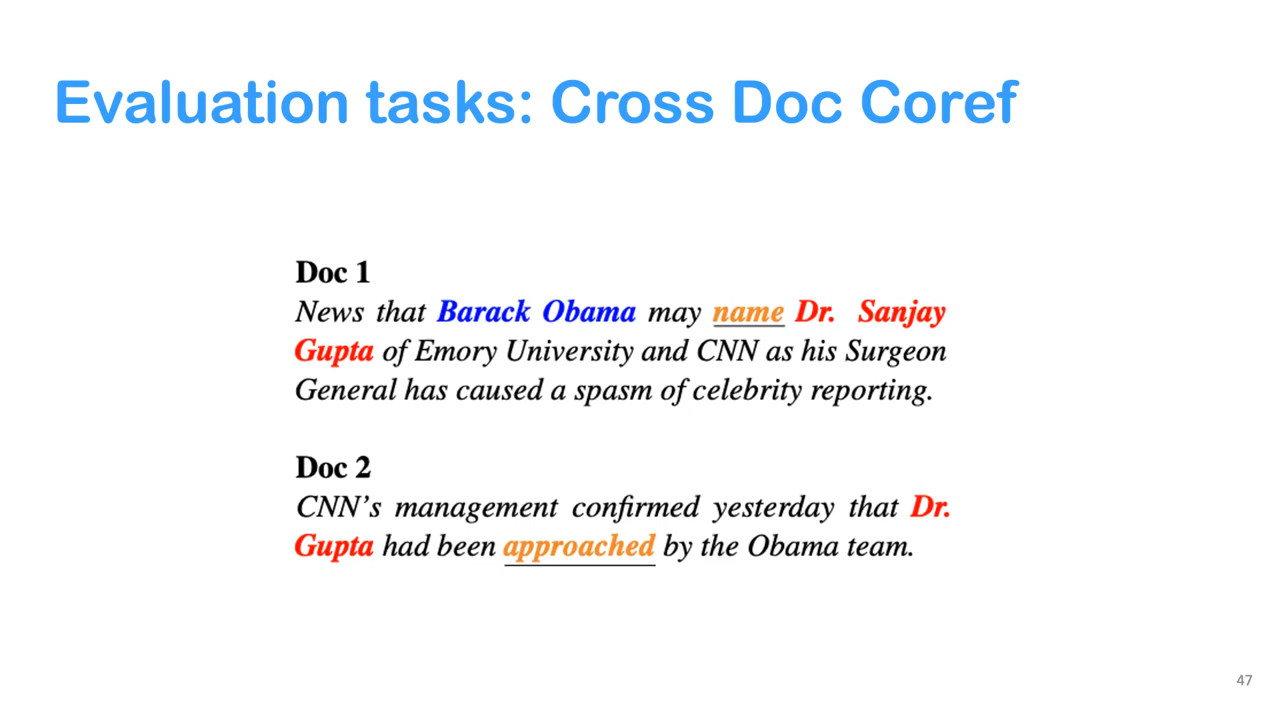 Evaluation tasks: Cross Doc Coref
Doc 1
News that Barack Obama may name Dr. Sanjay
Gupta of Emory University and CNN as his Surgeon
General has caused a spasm of celebrity reporting.
Doc 2
CNN’s management confirmed yesterday that Dr.
Gupta had been approached by the Obama team.
47